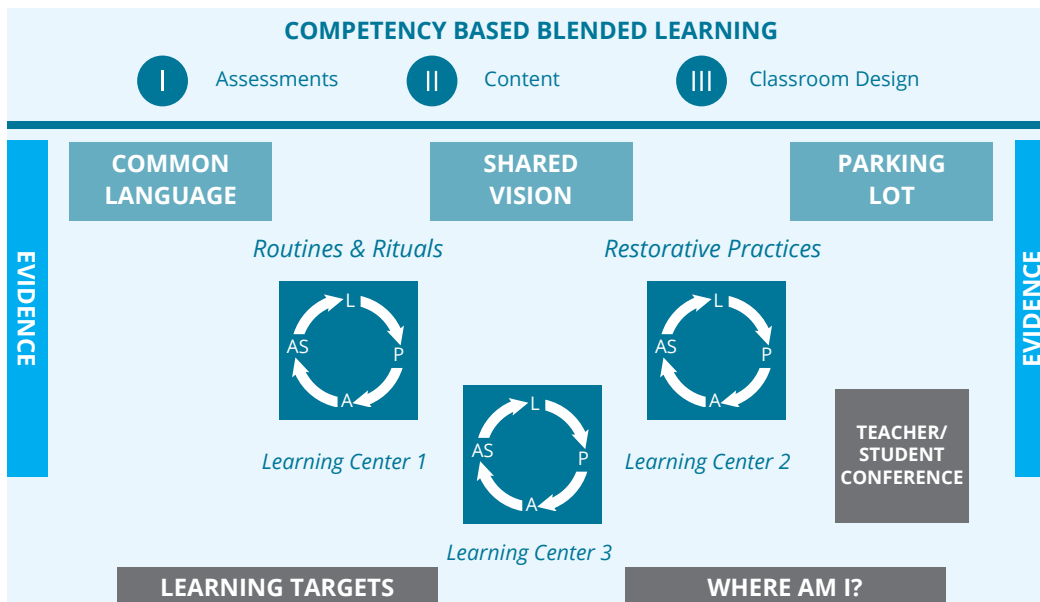 COMPETENCY BASED BLENDED LEARNING
I Assessments II Content III Classroom Design
COMMON
LANGUAGE
SHARED
VISION
PARKING
LOT
EVIDENCE
EVIDENCE
Routines & Rituals
Restorative Practices
L
P
A
AS
L
P
A
AS
Learning Center 1
L
P
A
AS
Learning Center 2
TEACHER/
STUDENT
CONFERENCE
Learning Center 3
LEARNING TARGETS
WHERE AM I?